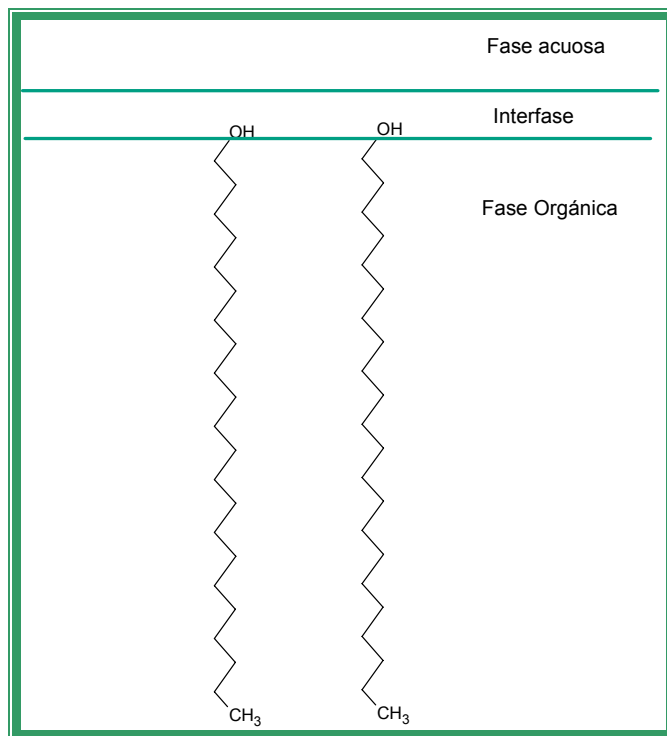 Fase acuosa
Interfase
OH
OH
Fase Orgánica
CH3
CH3